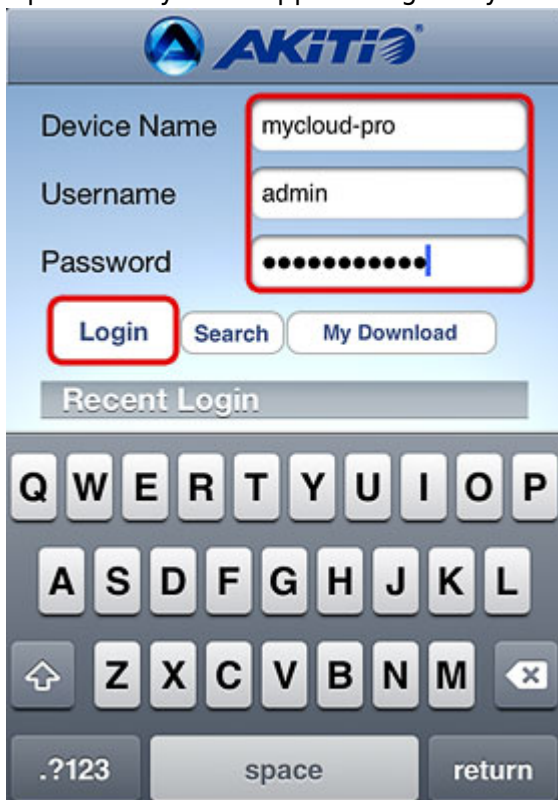 AKiTiO
Device Name mycloud-pro
Username admin
Password ●●●●●●●●●●●
Login Search My Download
Recent Login
Q W E R T Y U I O P
A S D F G H J K L
Z X C V B N M
.?123 space return